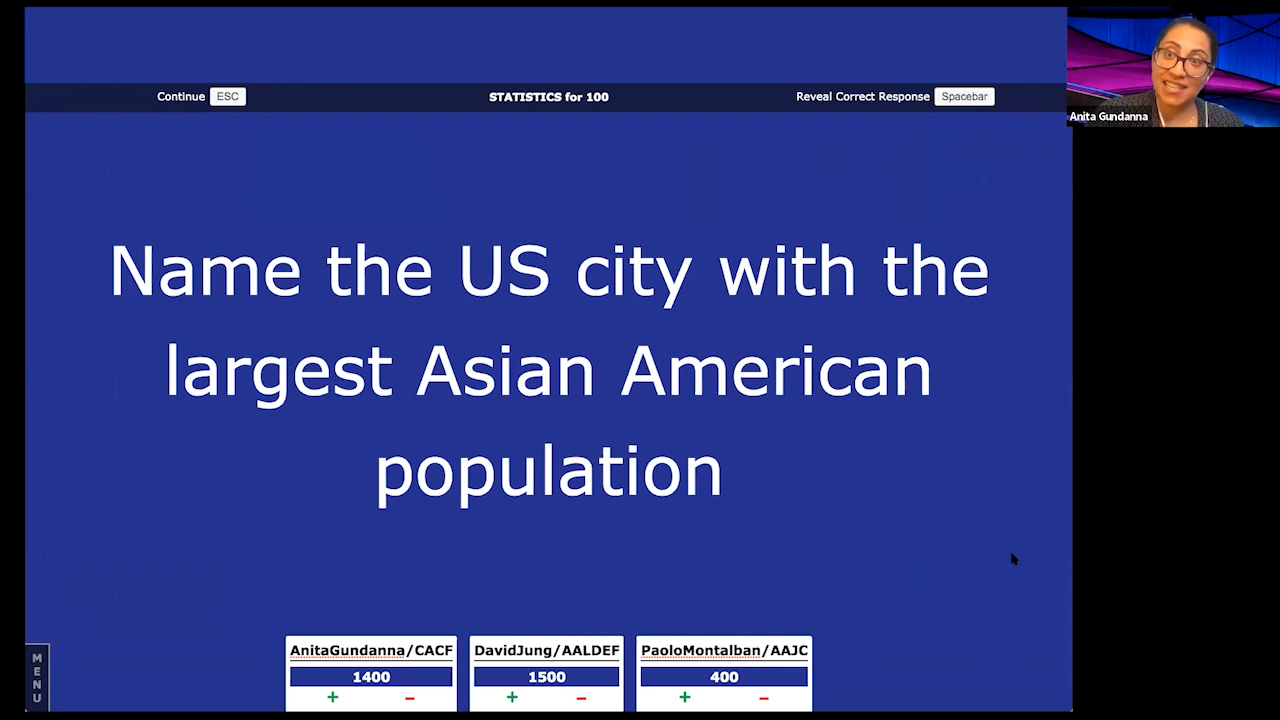 Continue ESC STATISTICS for 100 Reveal Correct Response Spacebar
Anita Gundanna
Name the US city with the
largest Asian American
population
MENU
AnitaGundanna/CACF DavidJung/AALDEF PaoloMontalban/AAJC
1400 1500 400
+ − + − + −